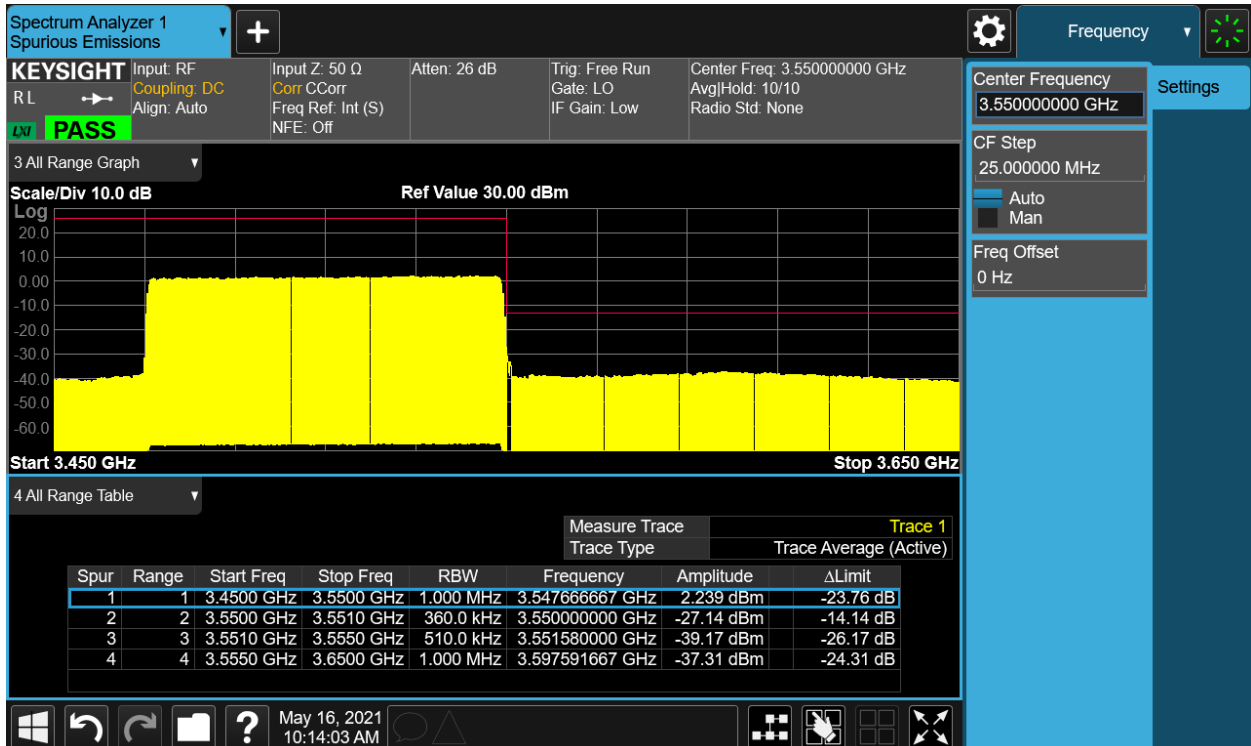 Spectrum Analyzer 1
Spurious Emissions
▼
+
Frequency ▼
KEYSIGHT
R L
LXI PASS
Input: RF
Coupling: DC
Align: Auto
Input Z: 50 Ω
Corr CCorr
Freq Ref: Int (S)
NFE: Off
Atten: 26 dB
Trig: Free Run
Gate: LO
IF Gain: Low
Center Freq: 3.550000000 GHz
Avg|Hold: 10/10
Radio Std: None
Center Frequency
3.550000000 GHz
Settings
CF Step
25.000000 MHz
Auto
Man
Freq Offset
0 Hz
3 All Range Graph ▼
Scale/Div 10.0 dB Ref Value 30.00 dBm
Log
20.0
10.0
0.00
-10.0
-20.0
-30.0
-40.0
-50.0
-60.0
Start 3.450 GHz Stop 3.650 GHz
4 All Range Table ▼
Measure Trace Trace 1
Trace Type Trace Average (Active)
Spur Range Start Freq Stop Freq RBW Frequency Amplitude ΔLimit
1 1 3.4500 GHz 3.5500 GHz 1.000 MHz 3.547666667 GHz 2.239 dBm -23.76 dB
2 2 3.5500 GHz 3.5510 GHz 360.0 kHz 3.550000000 GHz -27.14 dBm -14.14 dB
3 3 3.5510 GHz 3.5550 GHz 510.0 kHz 3.551580000 GHz -39.17 dBm -26.17 dB
4 4 3.5550 GHz 3.6500 GHz 1.000 MHz 3.597591667 GHz -37.31 dBm -24.31 dB
?
May 16, 2021
10:14:03 AM